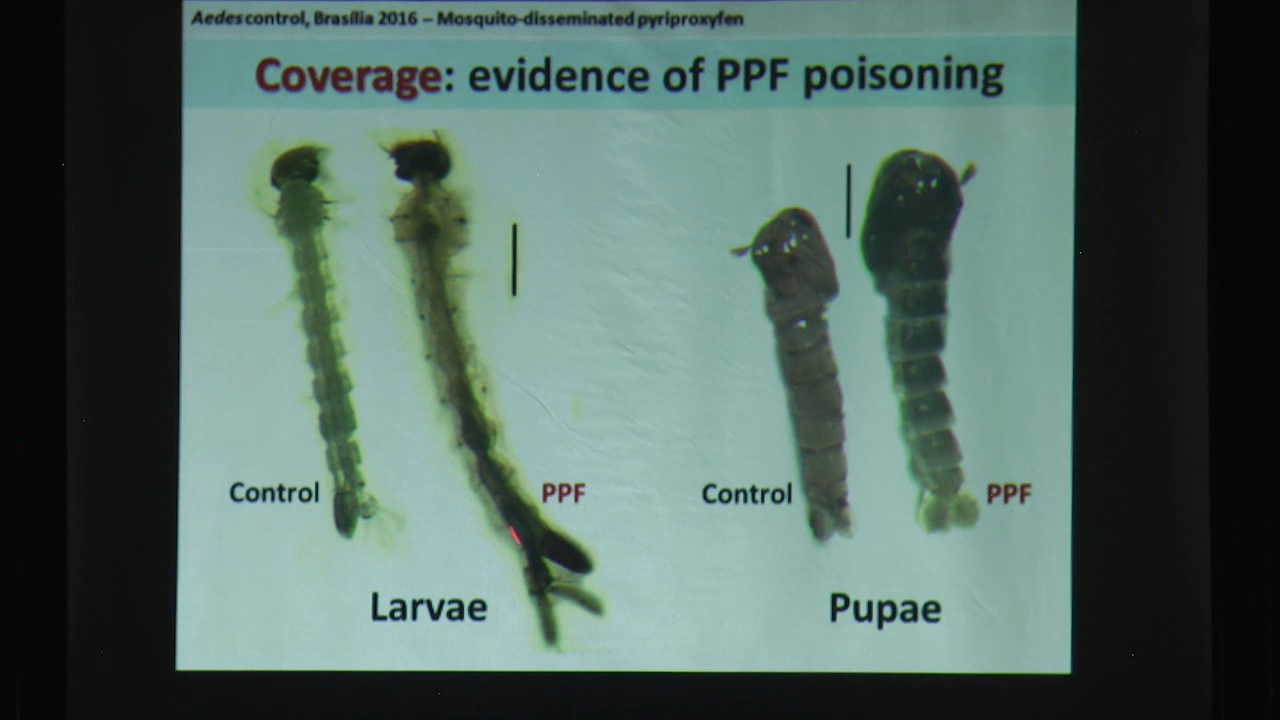 Aedes control, Brasília 2016 – Mosquito-disseminated pyriproxyfen
Coverage: evidence of PPF poisoning
Control
PPF
Control
PPF
Larvae
Pupae